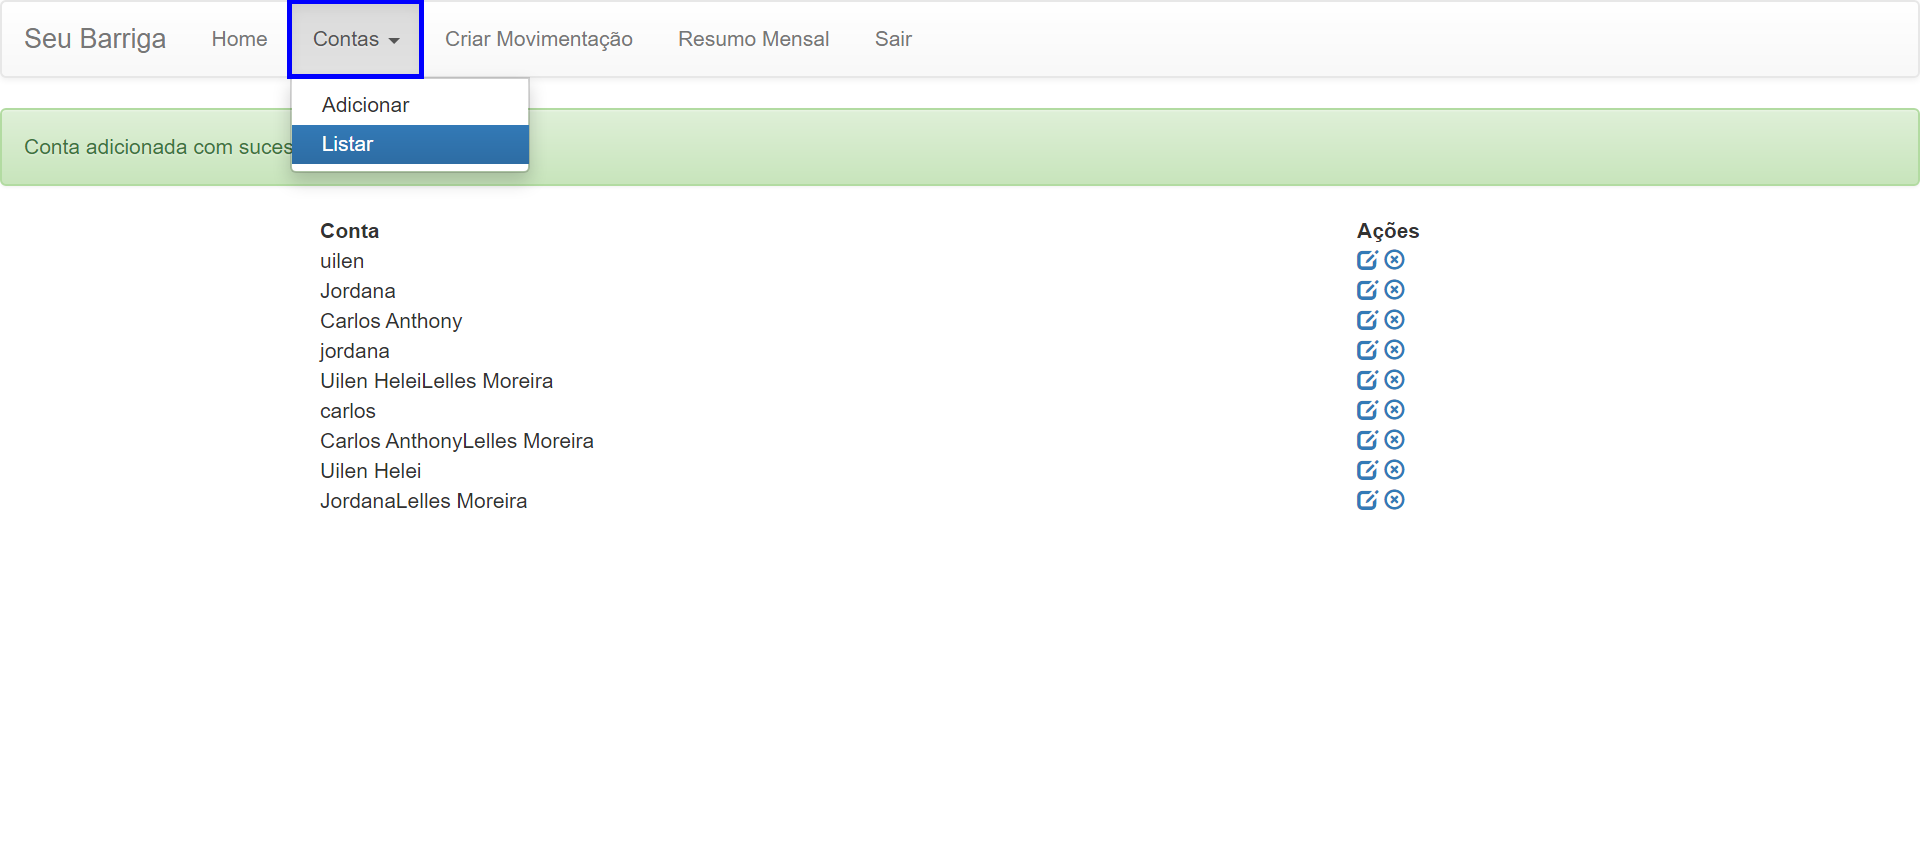 Seu Barriga Home Contas Criar Movimentação Resumo Mensal Sair
Adicionar
Listar
Conta adicionada com
Conta Ações
uilen
Jordana
Carlos Anthony
jordana
Uilen HeleiLelles Moreira
carlos
Carlos AnthonyLelles Moreira
Uilen Helei
JordanaLelles Moreira